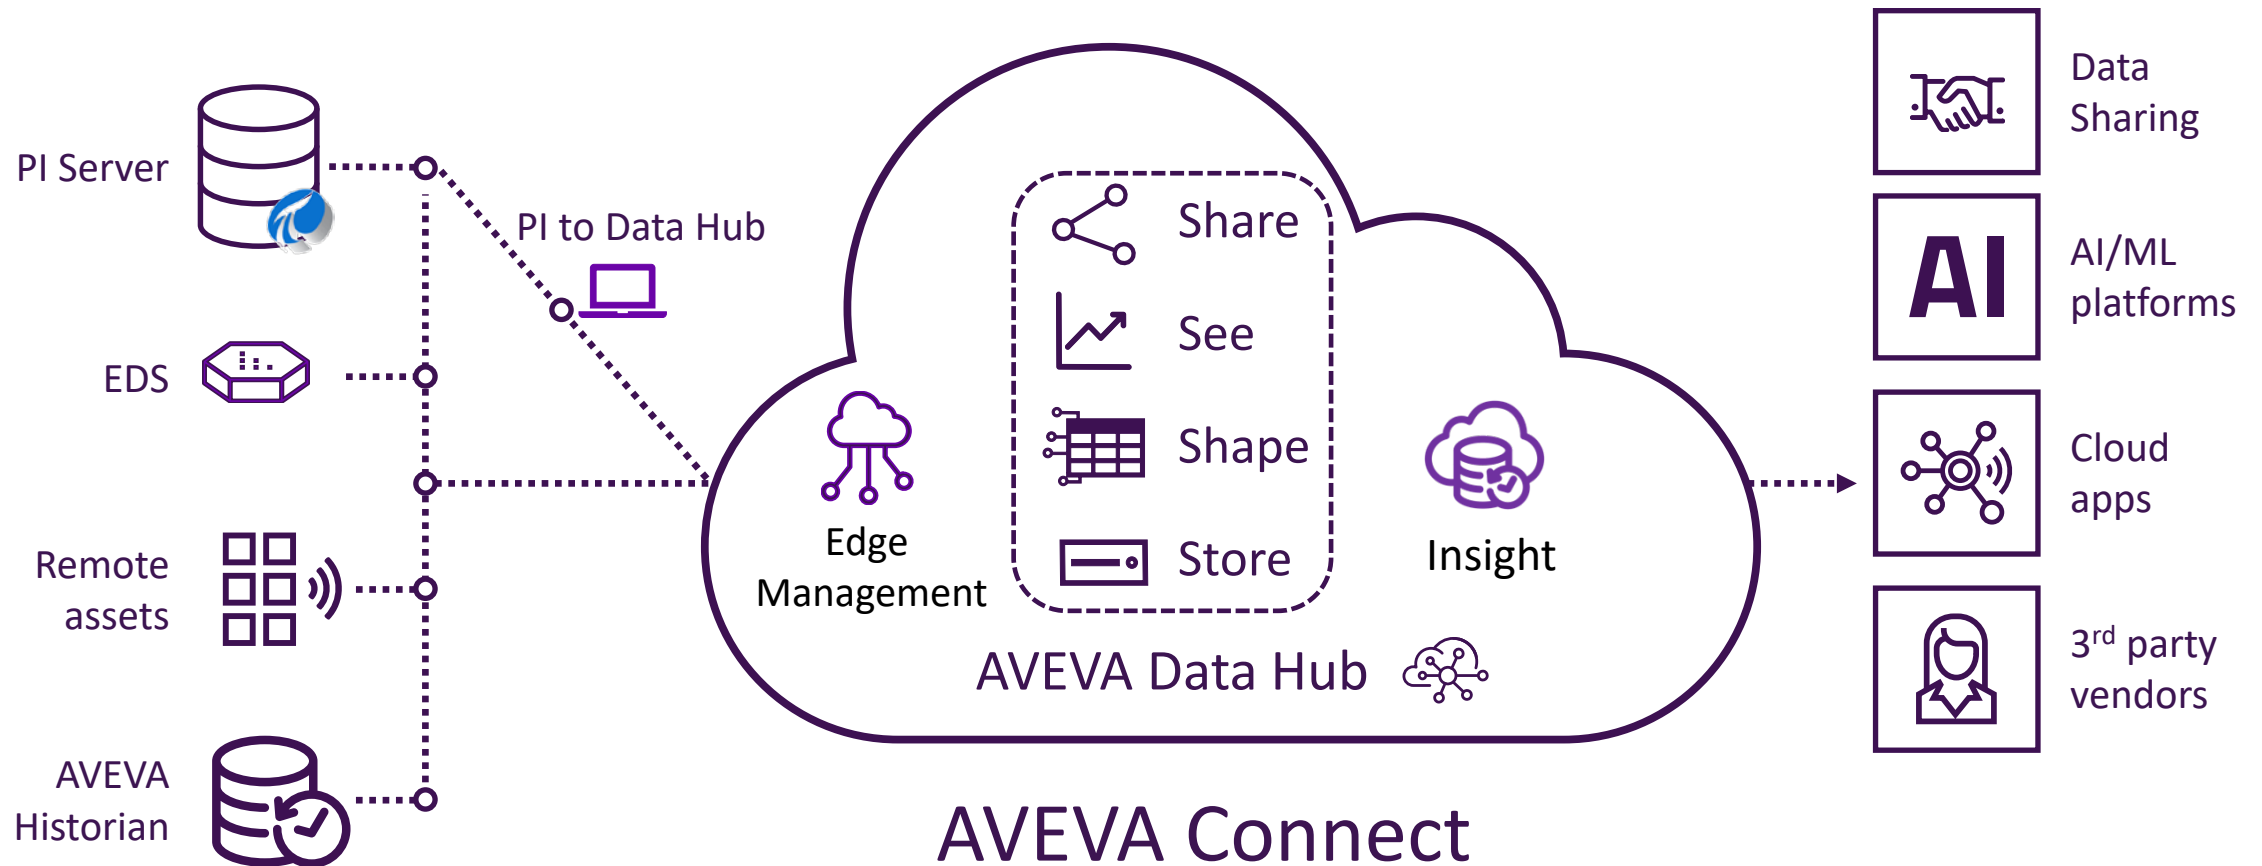 PI Server
EDS
Remote
assets
AVEVA
Historian
PI to Data Hub
Edge
Management
Share
See
Shape
Store
Insight
AVEVA Data Hub
AVEVA Connect
Data
Sharing
AI
AI/ML
platforms
Cloud
apps
3rd party
vendors